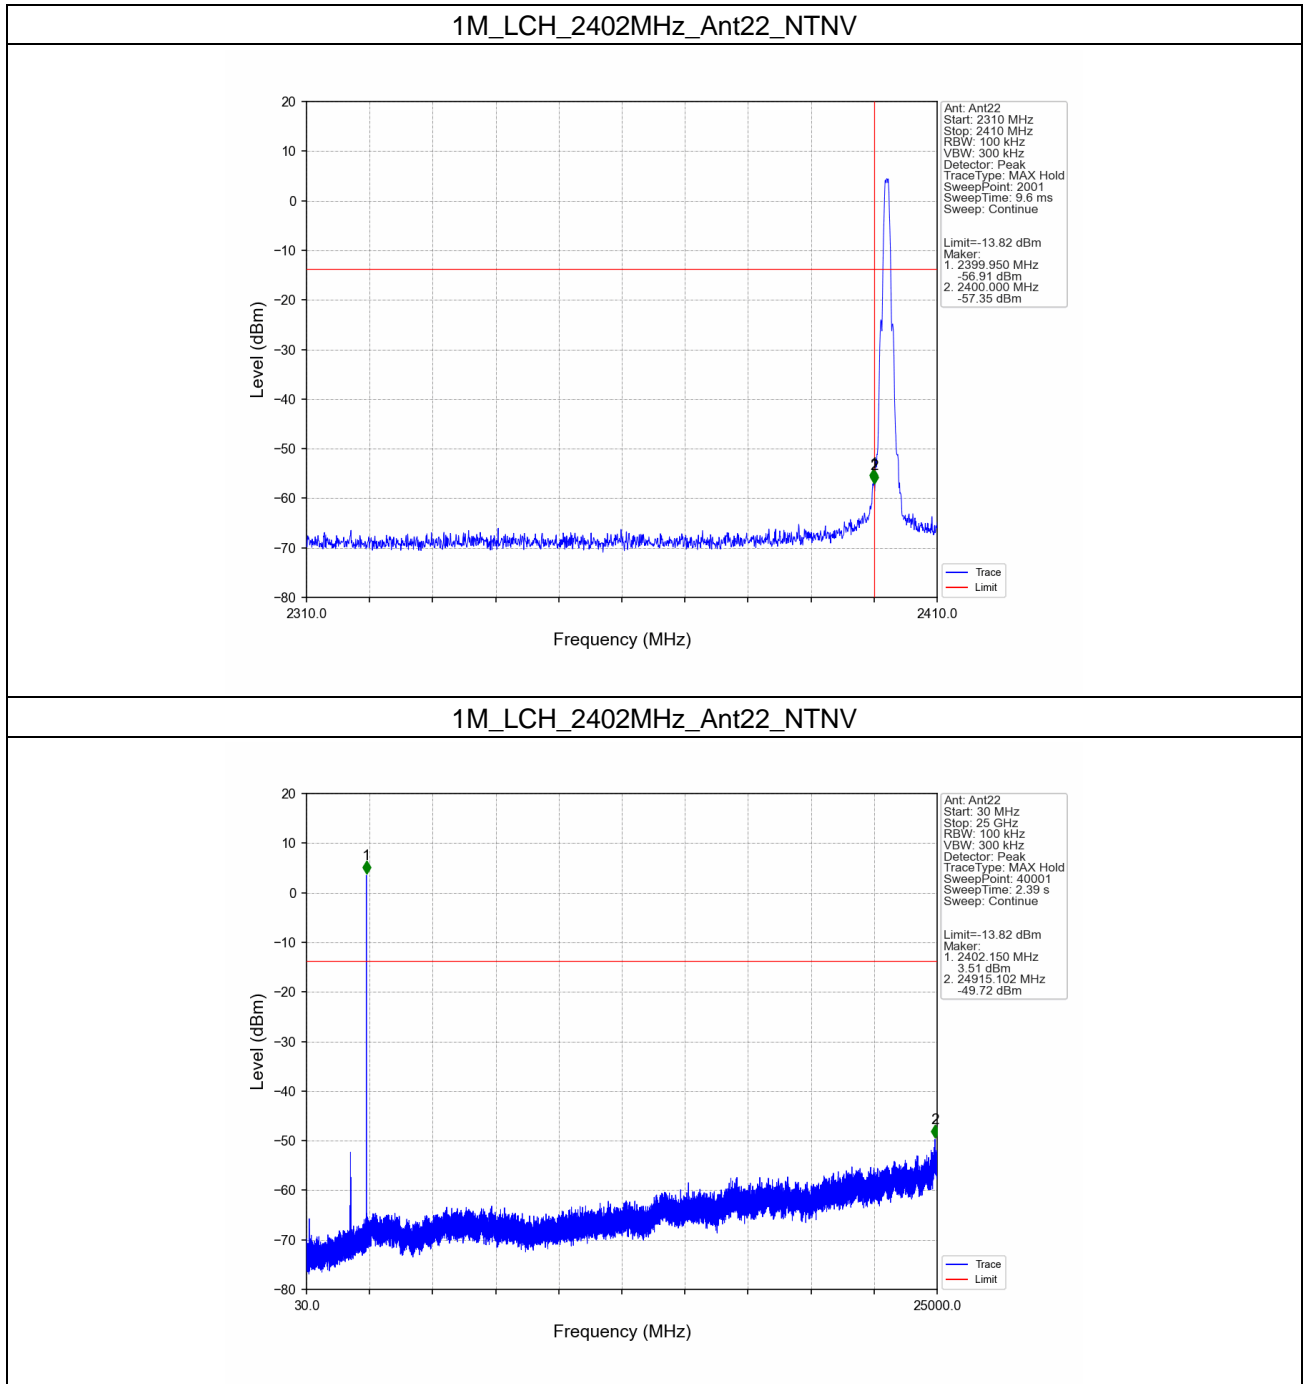 1M_LCH_2402MHz_Ant22_NTNV
20
10
0
−10
−20
−30
−40
−50
−60
−70
−80
Level (dBm)
2310.0
2410.0
Frequency (MHz)
1
2
Ant: Ant22
Start: 2310 MHz
Stop: 2410 MHz
RBW: 100 kHz
VBW: 300 kHz
Detector: Peak
TraceType: MAX Hold
SweepPoint: 2001
SweepTime: 9.6 ms
Sweep: Continue
Limit=-13.82 dBm
Maker:
1. 2399.950 MHz
-56.91 dBm
2. 2400.000 MHz
-57.35 dBm
Trace
Limit
1M_LCH_2402MHz_Ant22_NTNV
20
10
0
−10
−20
−30
−40
−50
−60
−70
−80
Level (dBm)
30.0
25000.0
Frequency (MHz)
1
2
Ant: Ant22
Start: 30 MHz
Stop: 25 GHz
RBW: 100 kHz
VBW: 300 kHz
Detector: Peak
TraceType: MAX Hold
SweepPoint: 40001
SweepTime: 2.39 s
Sweep: Continue
Limit=-13.82 dBm
Maker:
1. 2402.150 MHz
3.51 dBm
2. 24915.102 MHz
-49.72 dBm
Trace
Limit